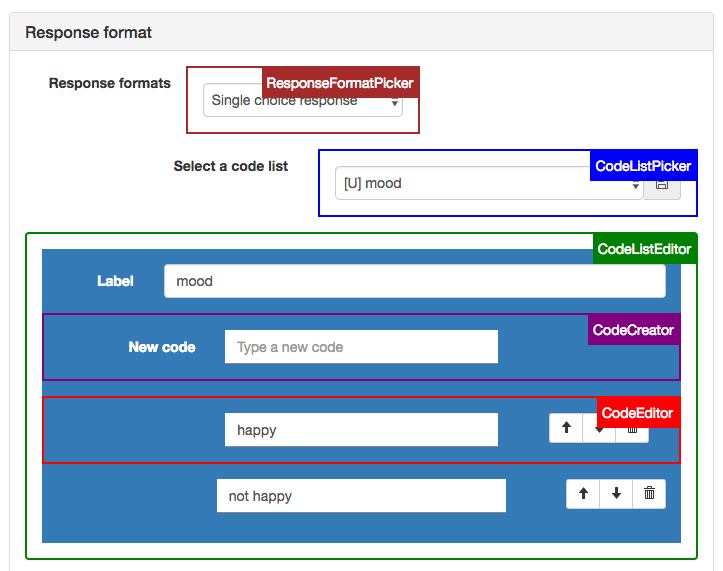 Response format
Response formats
ResponseFormatPicker
Single choice response
Select a code list
CodeListPicker
[U] mood
CodeListEditor
Label
mood
CodeCreator
New code
Type a new code
CodeEditor
happy
not happy